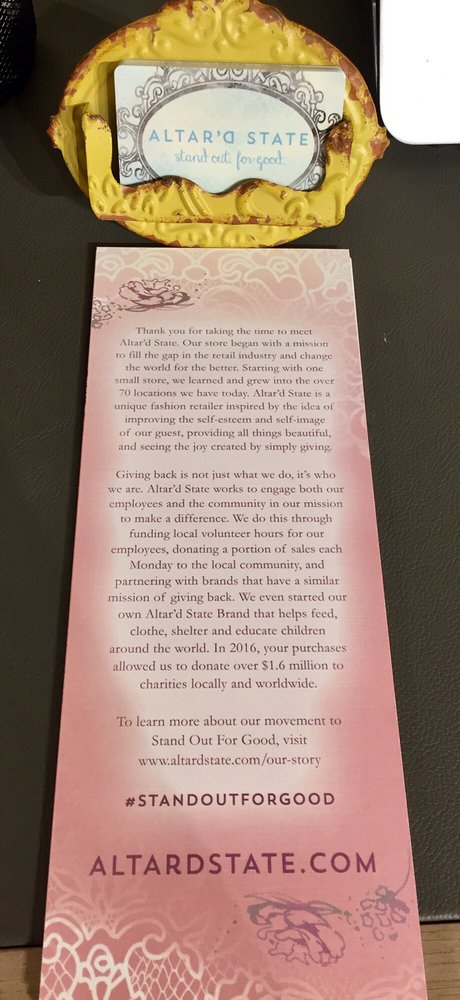 ALTAR'D STATE
stand out. for good.
Thank you for taking the time to meet
Altar'd State. Our store began with a mission
to fill the gap in the retail industry and change
the world for the better. Starting with one
small store, we learned and grew into the over
70 locations we have today. Altar'd State is a
unique fashion retailer inspired by the idea of
improving the self-esteem and self-image
of our guest, providing all things beautiful,
and seeing the joy created by simply giving.
Giving back is not just what we do, it's who
we are. Altar'd State works to engage both our
employees and the community in our mission
to make a difference. We do this through
funding local volunteer hours for our
employees, donating a portion of sales each
Monday to the local community, and
partnering with brands that have a similar
mission of giving back. We even started our
own Altar'd State Brand that helps feed,
clothe, shelter and educate children
around the world. In 2016, your purchases
allowed us to donate over $1.6 million to
charities locally and worldwide.
To learn more about our movement to
Stand Out For Good, visit
www.altardstate.com/our-story
#STANDOUTFORGOOD
ALTARDSTATE.COM